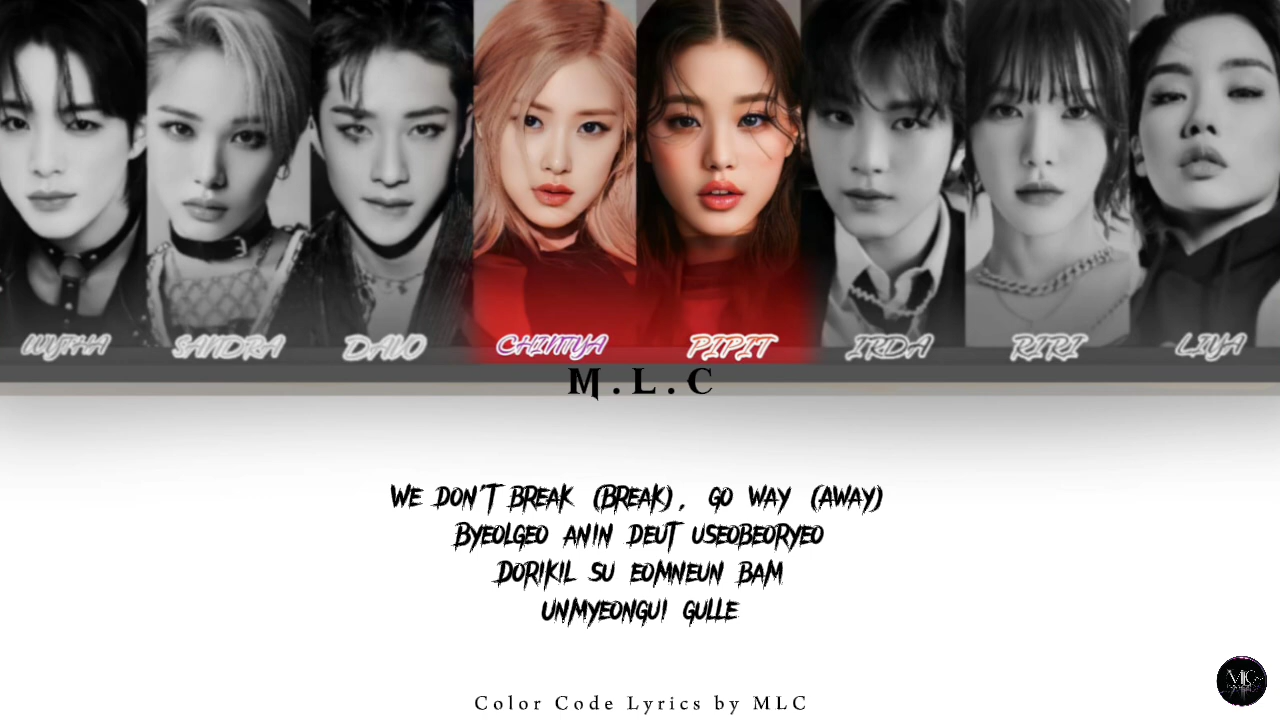 WYTHA SANDRA DAVO CHINTYA PIPIT IRDA RIRI LIYA
M.L.C
WE DON'T BREAK (BREAK), GO WAY (AWAY)
BYEOLGEO ANIN DEUT USEOBEORYEO
DORIKIL SU EOMNEUN BAM
UNMYEONGUI GULLE
Color Code Lyrics by MLC